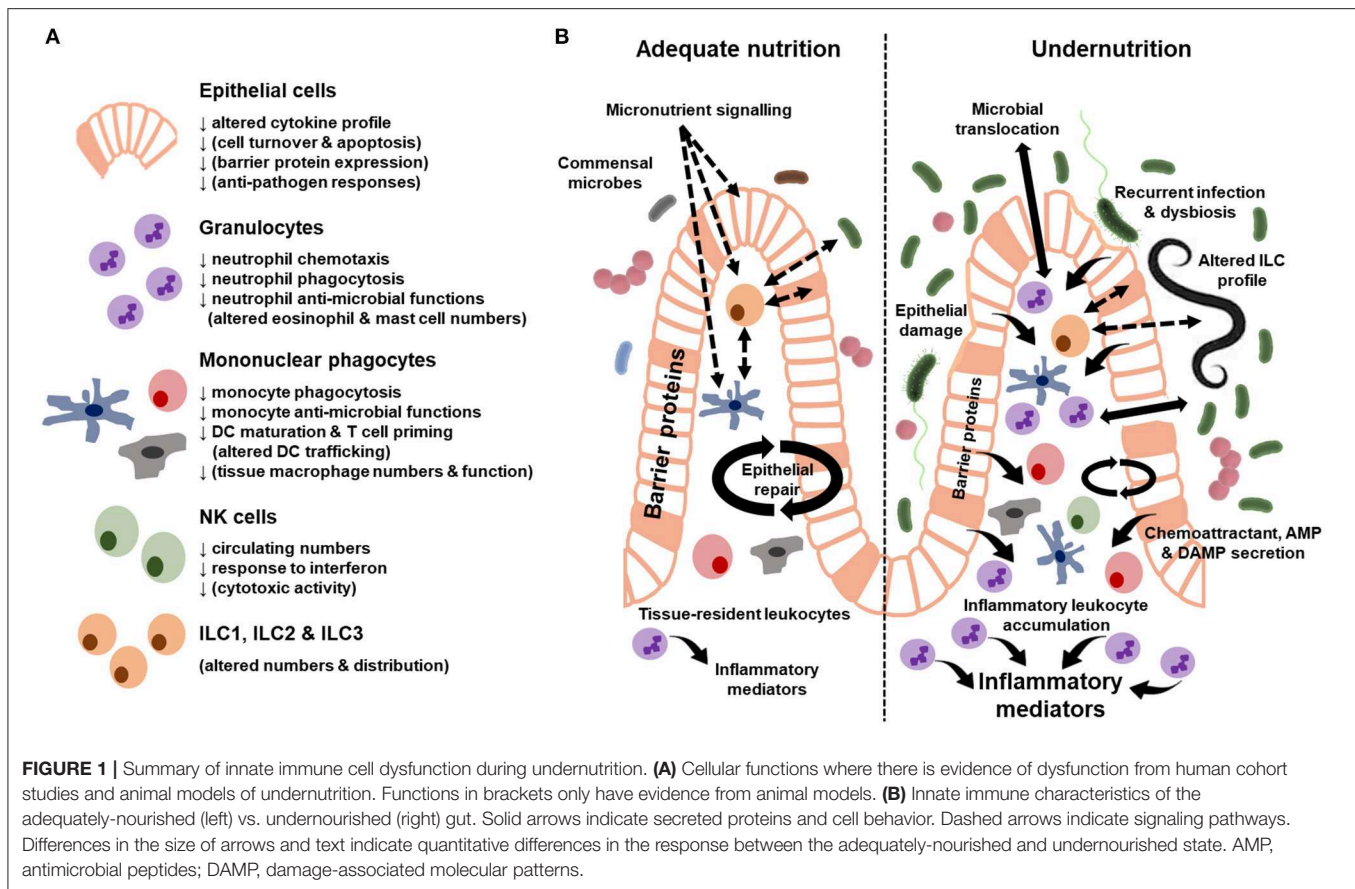 A
Epithelial cells
↓ altered cytokine profile
↓ (cell turnover & apoptosis)
↓ (barrier protein expression)
↓ (anti-pathogen responses)
Granulocytes
↓ neutrophil chemotaxis
↓ neutrophil phagocytosis
↓ neutrophil anti-microbial functions
(altered eosinophil & mast cell numbers)
Mononuclear phagocytes
↓ monocyte phagocytosis
↓ monocyte anti-microbial functions
↓ DC maturation & T cell priming
(altered DC trafficking)
↓ (tissue macrophage numbers & function)
NK cells
↓ circulating numbers
↓ response to interferon
↓ (cytotoxic activity)
ILC1, ILC2 & ILC3
(altered numbers & distribution)
B
Adequate nutrition
Micronutrient signalling
Commensal
microbes
Barrier proteins
Epithelial
repair
Tissue-resident leukocytes
Inflammatory
mediators
Undernutrition
Microbial
translocation
Recurrent infection
& dysbiosis
Altered ILC
profile
Epithelial
damage
Barrier proteins
Chemoattractant, AMP
& DAMP secretion
Inflammatory leukocyte
accumulation
Inflammatory
mediators
FIGURE 1 | Summary of innate immune cell dysfunction during undernutrition. (A) Cellular functions where there is evidence of dysfunction from human cohort
studies and animal models of undernutrition. Functions in brackets only have evidence from animal models. (B) Innate immune characteristics of the
adequately-nourished (left) vs. undernourished (right) gut. Solid arrows indicate secreted proteins and cell behavior. Dashed arrows indicate signaling pathways.
Differences in the size of arrows and text indicate quantitative differences in the response between the adequately-nourished and undernourished state. AMP,
antimicrobial peptides; DAMP, damage-associated molecular patterns.